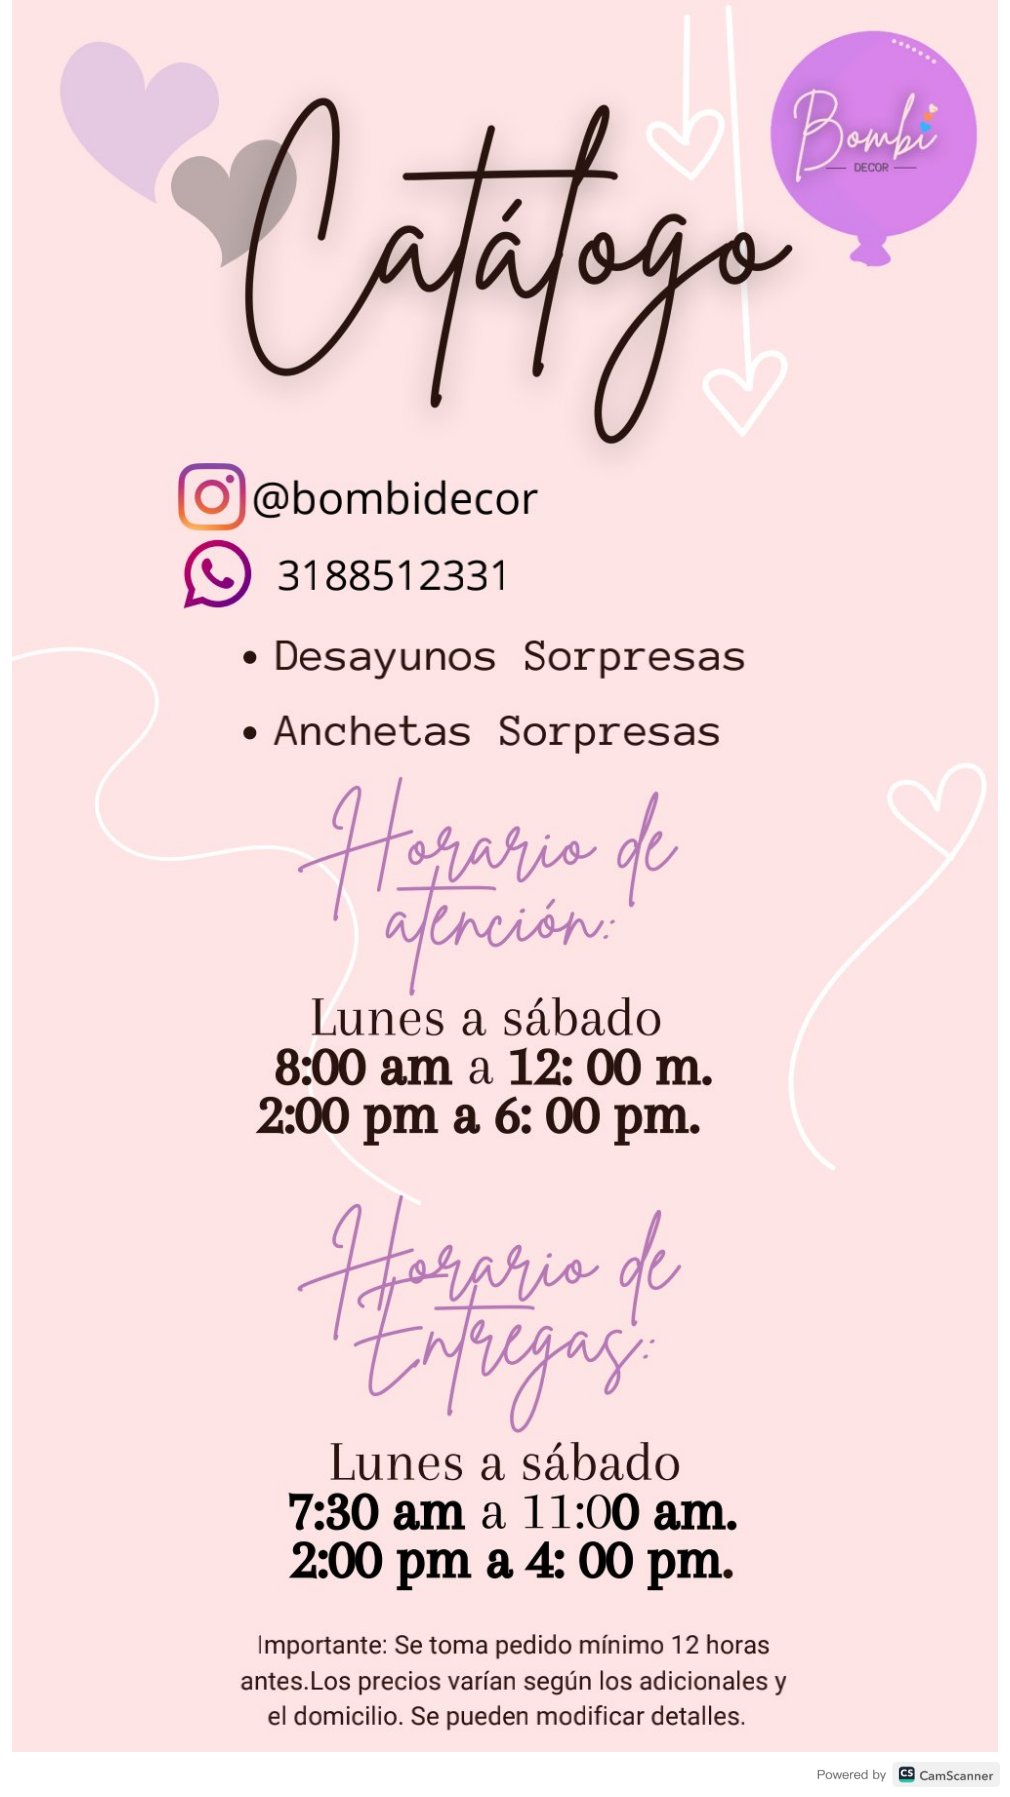 Catálogo
Bombi
DECOR
@bombidecor
3188512331
• Desayunos Sorpresas
• Anchetas Sorpresas
Horario de
atención:
Lunes a sábado
8:00 am a 12: 00 m.
2:00 pm a 6: 00 pm.
Horario de
Entregas:
Lunes a sábado
7:30 am a 11:00 am.
2:00 pm a 4: 00 pm.
Importante: Se toma pedido mínimo 12 horas
antes.Los precios varían según los adicionales y
el domicilio. Se pueden modificar detalles.
Powered by CS CamScanner